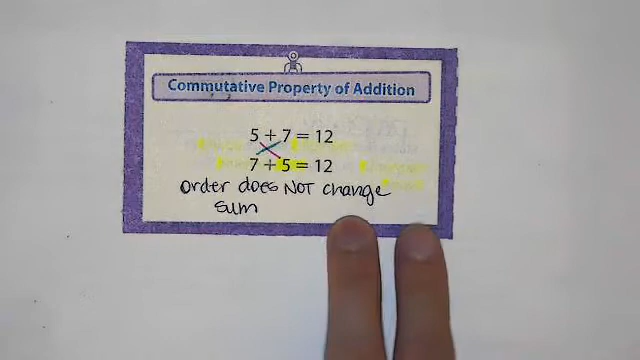 Commutative Property of Addition
5 + 7 = 12
7 + 5 = 12
Order does NOT change
sum